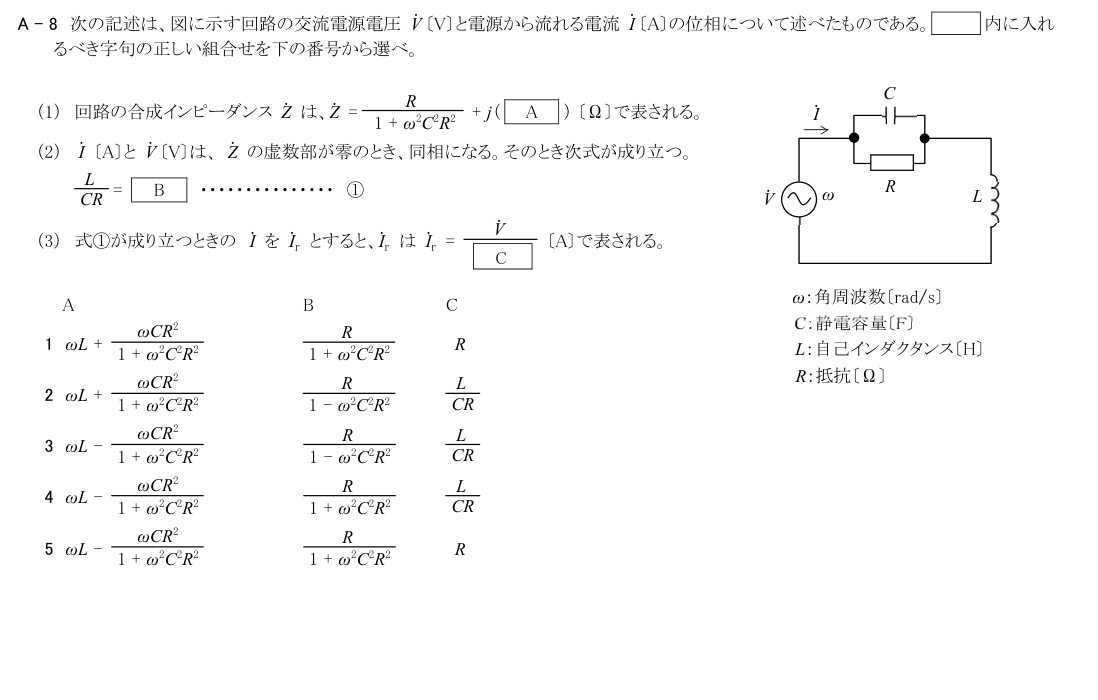 A－8 次の記述は、図に示す回路の交流電源電圧 V̇〔V〕と電源から流れる電流 İ〔A〕の位相について述べたものである。□内に入れ
るべき字句の正しい組合せを下の番号から選べ。
(1) 回路の合成インピーダンス Ż は、Ż = R / (1 + ω²C²R²) + j( A ) 〔Ω〕で表される。
(2) İ〔A〕と V̇〔V〕は、Ż の虚数部が零のとき、同相になる。そのとき次式が成り立つ。
L / CR = B ・・・・・・・・・・・・・・・ ①
(3) 式①が成り立つときの İ を İr とすると、İr は İr = V̇ / C 〔A〕で表される。
A B C
1 ωL + ωCR² / (1 + ω²C²R²) R / (1 + ω²C²R²) R
2 ωL + ωCR² / (1 + ω²C²R²) R / (1 − ω²C²R²) L / CR
3 ωL − ωCR² / (1 + ω²C²R²) R / (1 − ω²C²R²) L / CR
4 ωL − ωCR² / (1 + ω²C²R²) R / (1 + ω²C²R²) L / CR
5 ωL − ωCR² / (1 + ω²C²R²) R / (1 + ω²C²R²) R
C
İ
R
V̇ ω L
ω：角周波数〔rad/s〕
C：静電容量〔F〕
L：自己インダクタンス〔H〕
R：抵抗〔Ω〕